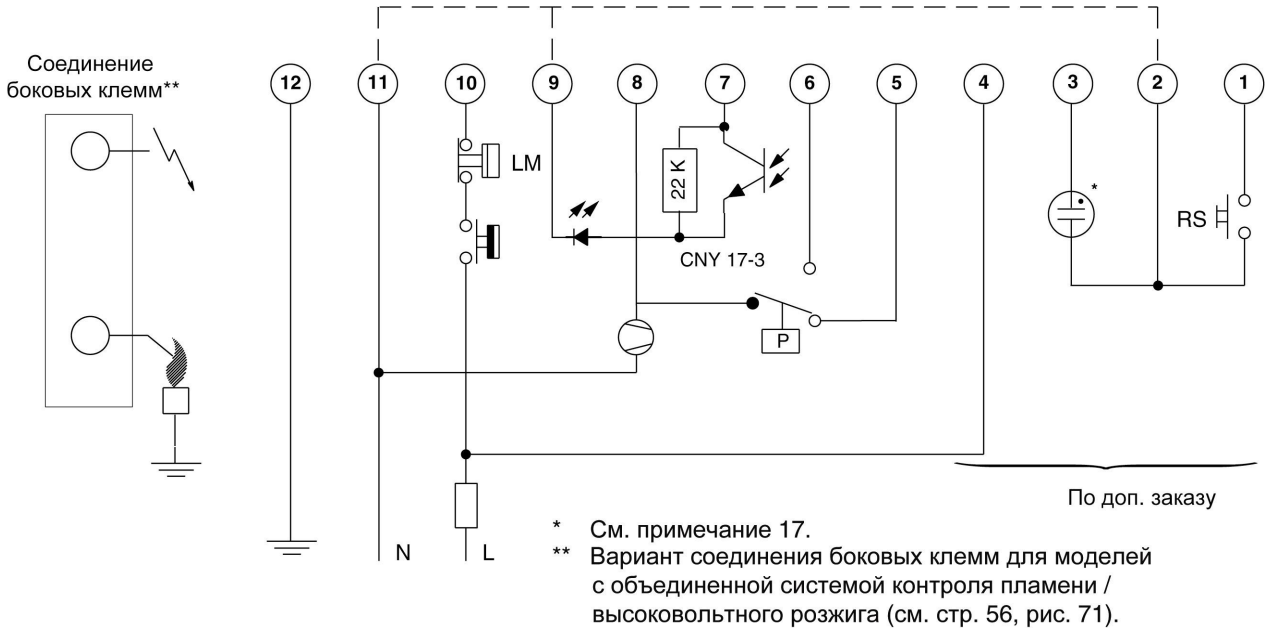 Соединение
боковых клемм**
12 11 10 9 8 7 6 5 4 3 2 1
LM
22 K
*
RS
CNY 17-3
P
По доп. заказу
N L
* См. примечание 17.
** Вариант соединения боковых клемм для моделей
с объединенной системой контроля пламени /
высоковольтного розжига (см. стр. 56, рис. 71).